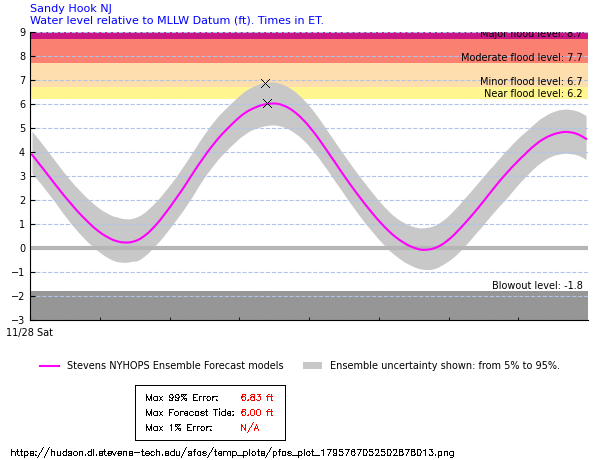 Sandy Hook NJ
Water level relative to MLLW Datum (ft). Times in ET.
9
Major flood level: 8.7
8
Moderate flood level: 7.7
7
Minor flood level: 6.7
Near flood level: 6.2
6
5
4
3
2
1
0
−1
Blowout level: -1.8
−2
−3
11/28 Sat
Stevens NYHOPS Ensemble Forecast models
Ensemble uncertainty shown: from 5% to 95%.
Max 99% Error: 6.83 ft
Max Forecast Tide: 6.00 ft
Max 1% Error: N/A
https://hudson.dl.stevens-tech.edu/sfas/temp_plots/pfas_plot_1795767052502878013.png